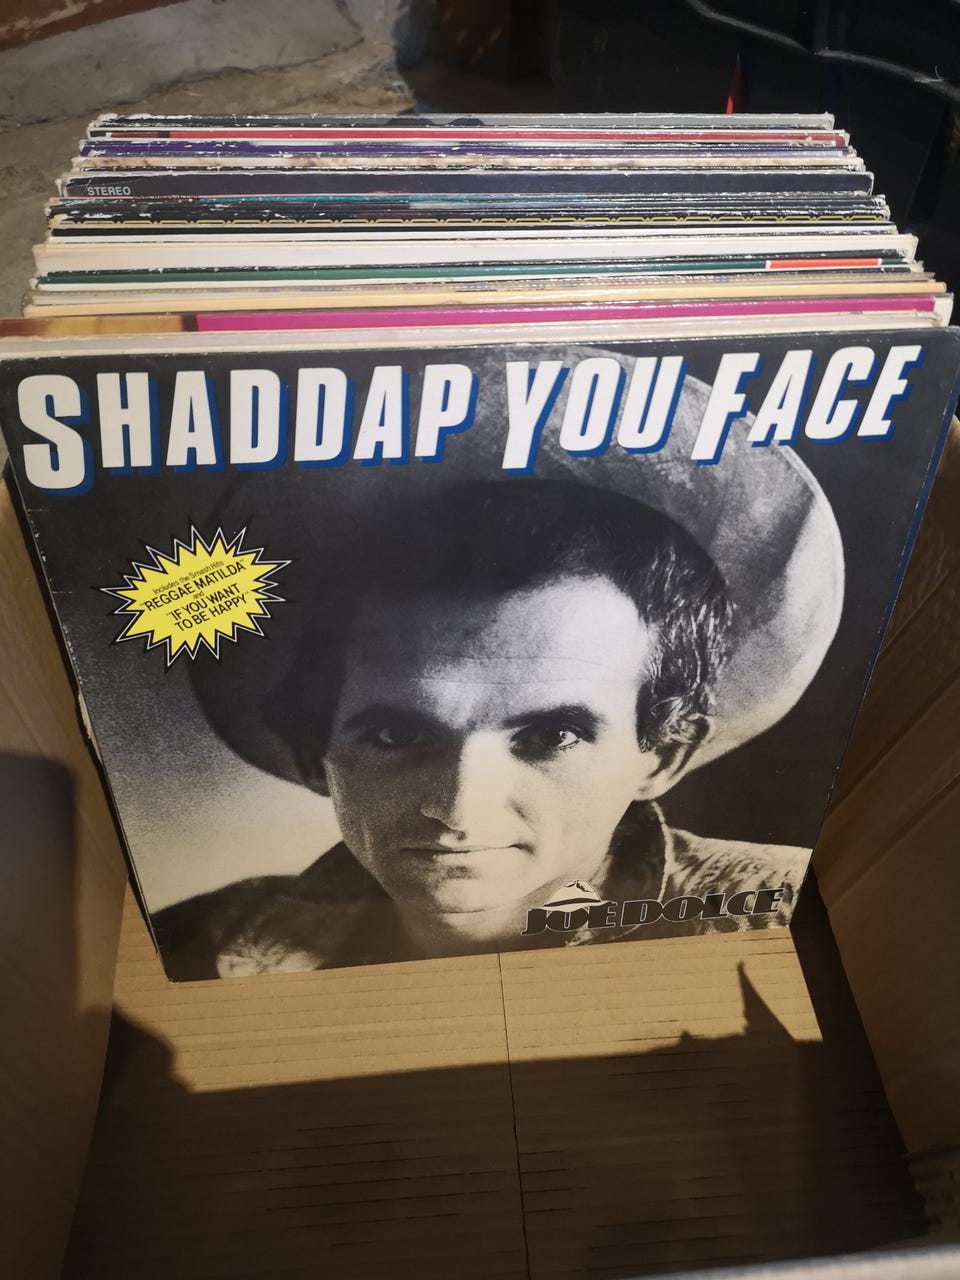 STEREO
SHADDAP YOU FACE
Includes the Smash Hits
"REGGAE MATILDA"
and
"IF YOU WANT
TO BE HAPPY"
JOE DOLCE